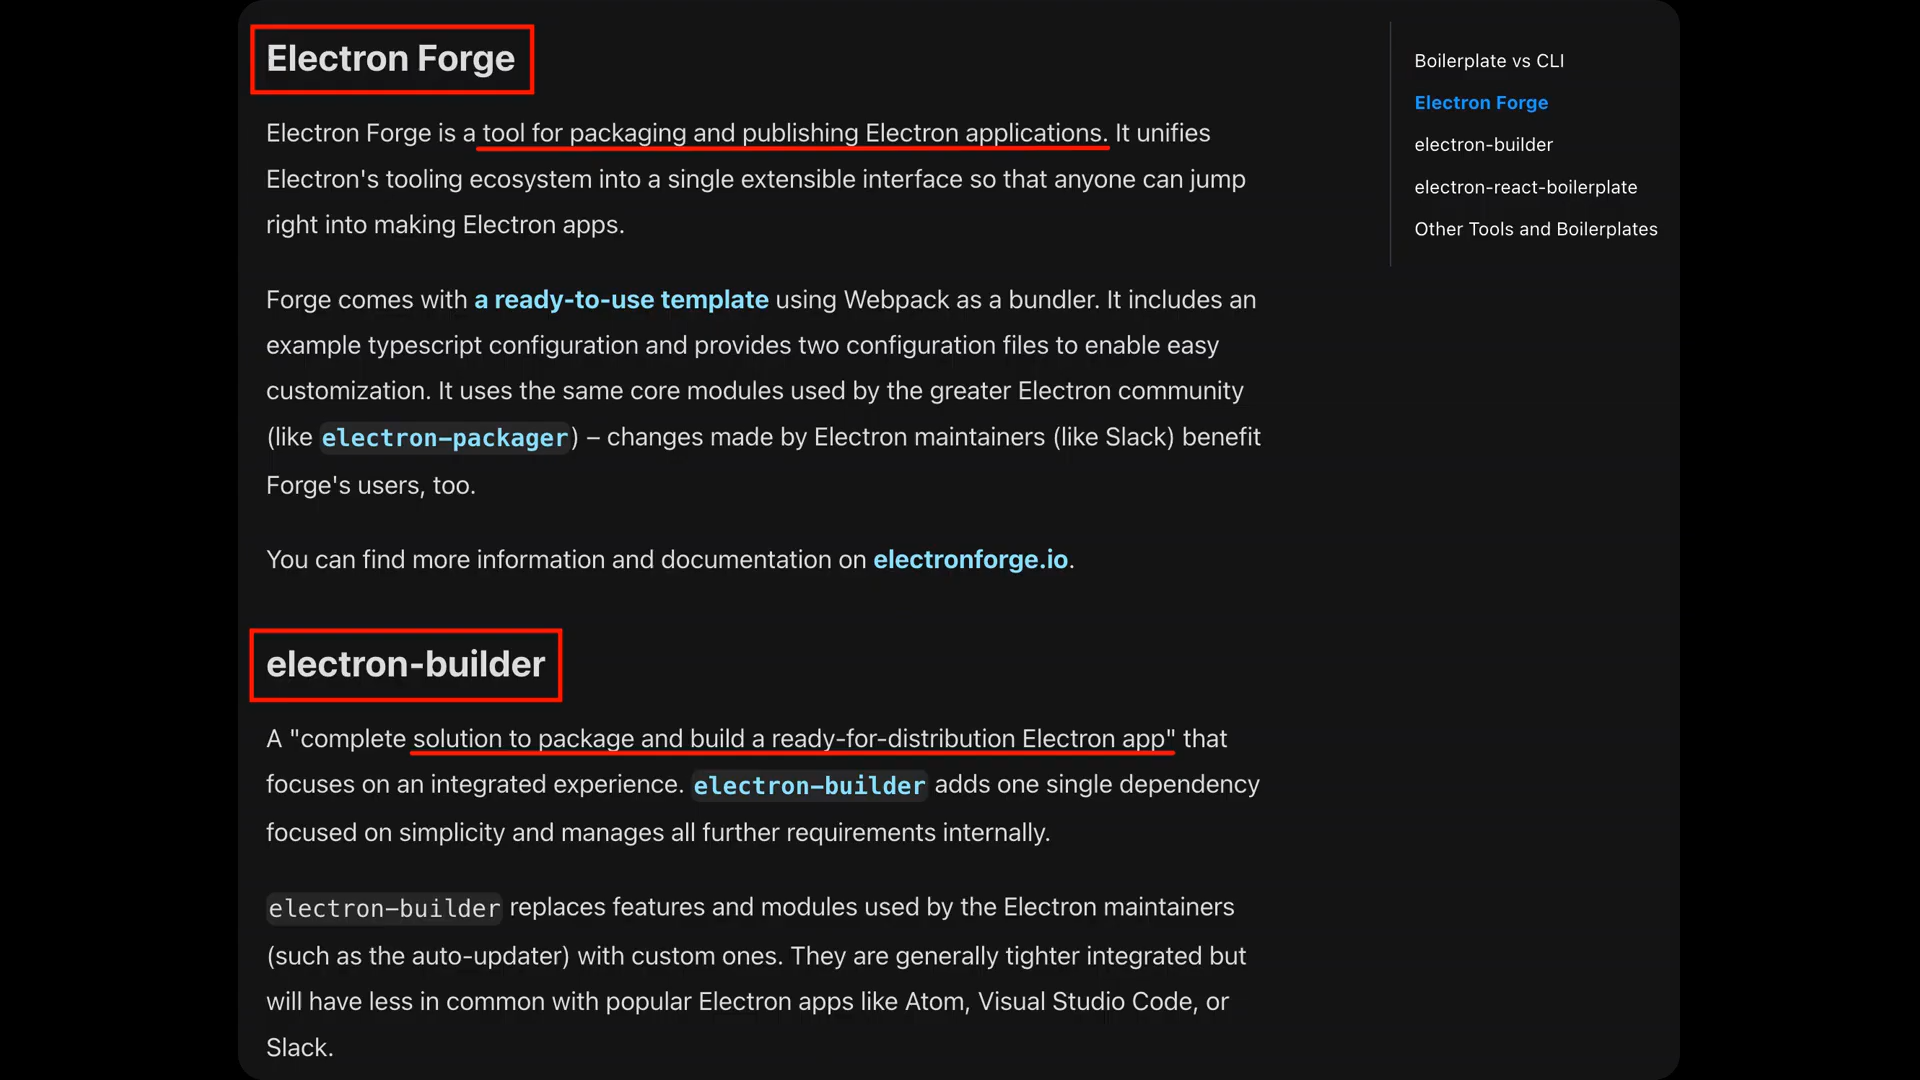 Electron Forge
Electron Forge is a tool for packaging and publishing Electron applications. It unifies
Electron's tooling ecosystem into a single extensible interface so that anyone can jump
right into making Electron apps.
Forge comes with a ready-to-use template using Webpack as a bundler. It includes an
example typescript configuration and provides two configuration files to enable easy
customization. It uses the same core modules used by the greater Electron community
(like electron-packager) – changes made by Electron maintainers (like Slack) benefit
Forge's users, too.
You can find more information and documentation on electronforge.io.
electron-builder
A "complete solution to package and build a ready-for-distribution Electron app" that
focuses on an integrated experience. electron-builder adds one single dependency
focused on simplicity and manages all further requirements internally.
electron-builder replaces features and modules used by the Electron maintainers
(such as the auto-updater) with custom ones. They are generally tighter integrated but
will have less in common with popular Electron apps like Atom, Visual Studio Code, or
Slack.
Boilerplate vs CLI
Electron Forge
electron-builder
electron-react-boilerplate
Other Tools and Boilerplates